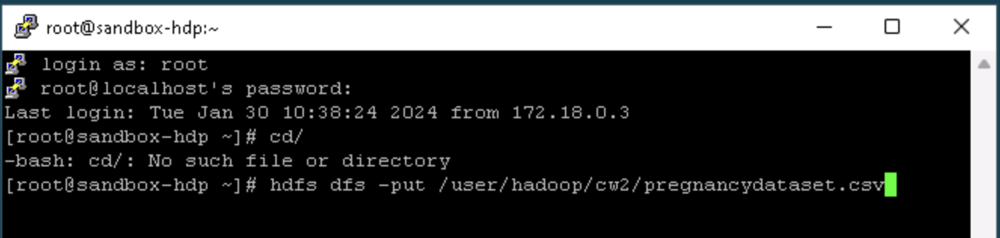 root@sandbox-hdp:~
login as: root
root@localhost's password:
Last login: Tue Jan 30 10:38:24 2024 from 172.18.0.3
[root@sandbox-hdp ~]# cd/
-bash: cd/: No such file or directory
[root@sandbox-hdp ~]# hdfs dfs -put /user/hadoop/cw2/pregnancydataset.csv